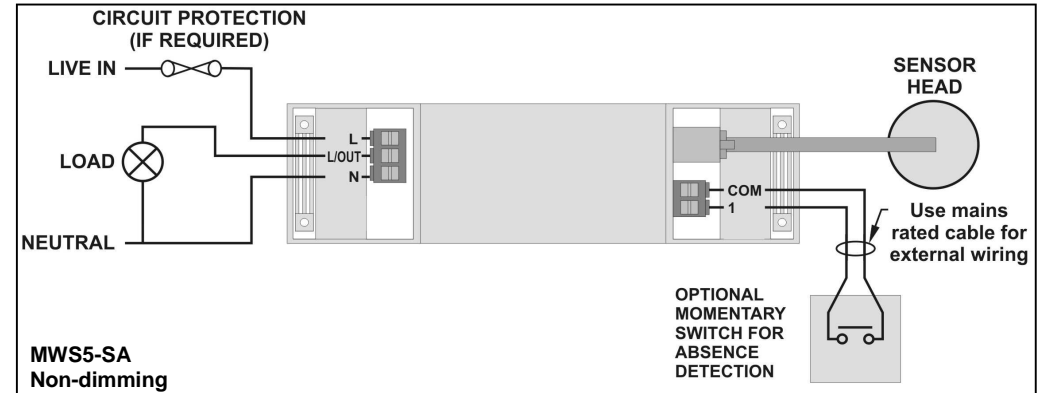 CIRCUIT PROTECTION
(IF REQUIRED)
LIVE IN
LOAD
NEUTRAL
L
L/OUT
N
SENSOR
HEAD
COM
1
Use mains
rated cable for
external wiring
OPTIONAL
MOMENTARY
SWITCH FOR
ABSENCE
DETECTION
MWS5-SA
Non-dimming